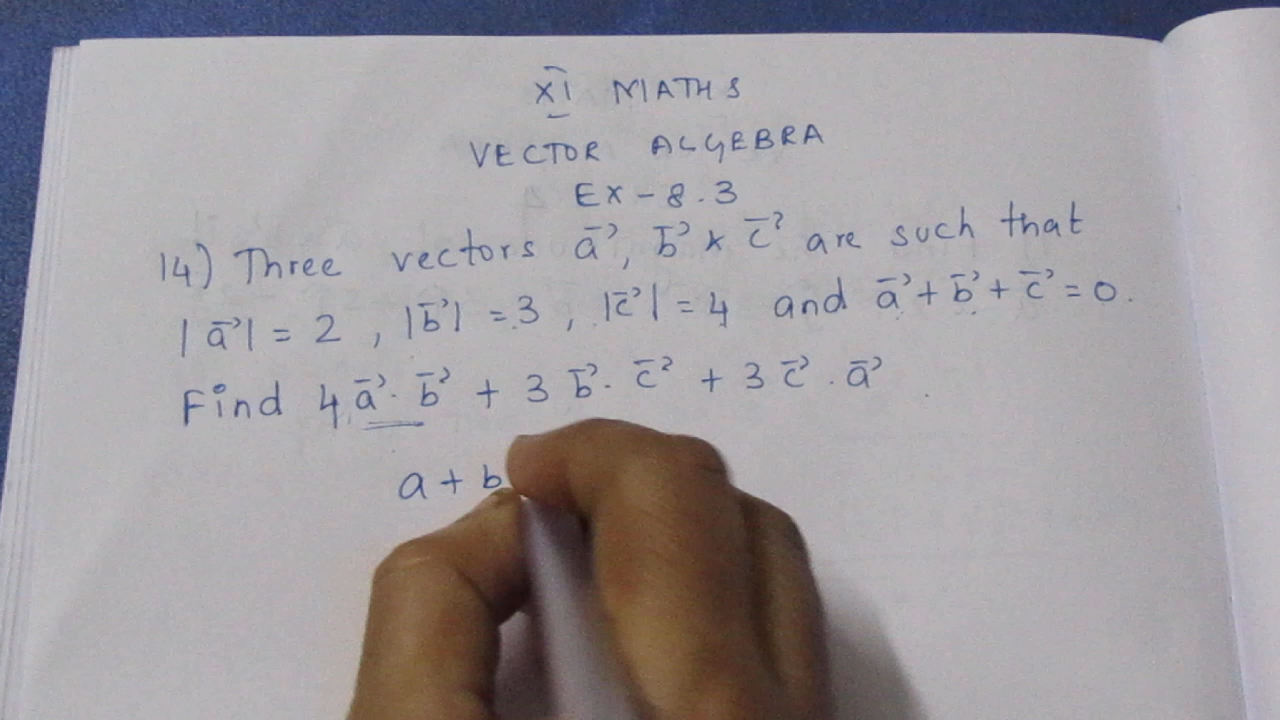 XI MATHS
VECTOR ALGEBRA
EX - 8.3
14) Three vectors a⃗, b⃗ & c⃗ are such that
|a⃗| = 2, |b⃗| = 3, |c⃗| = 4 and a⃗ + b⃗ + c⃗ = 0.
Find 4 a⃗ · b⃗ + 3 b⃗ · c⃗ + 3 c⃗ · a⃗
a + b